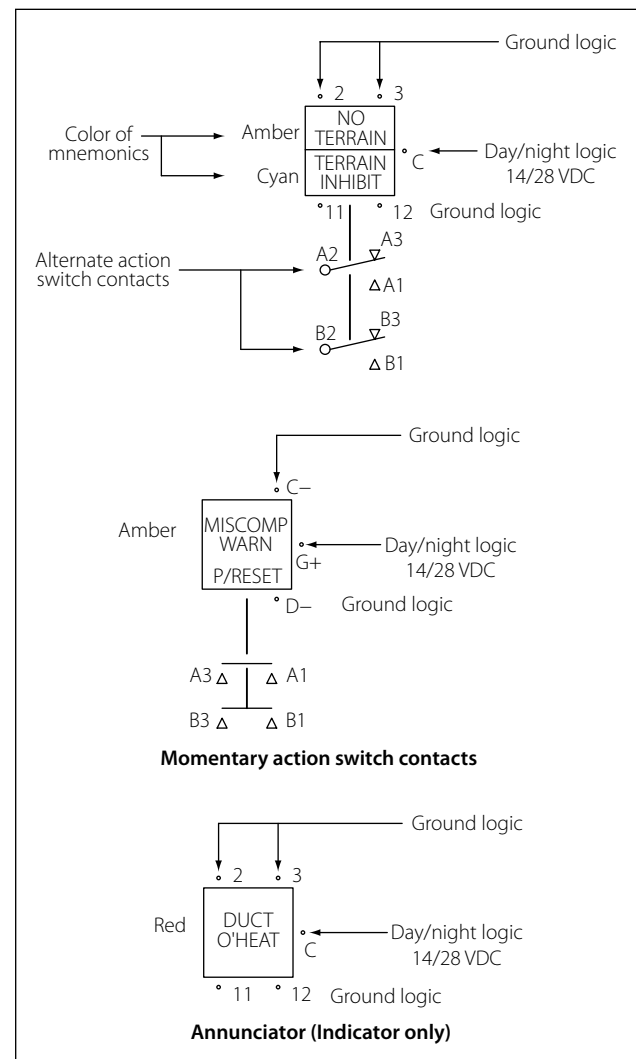 Ground logic
2 3
Color of
mnemonics
Amber
NO
TERRAIN
Cyan
TERRAIN
INHIBIT
C
Day/night logic
14/28 VDC
11 12 Ground logic
Alternate action
switch contacts
A2 A3
A1
B2 B3
B1
Ground logic
C–
Amber
MISCOMP
WARN
P/RESET
G+
Day/night logic
14/28 VDC
D– Ground logic
A3 A1
B3 B1
Momentary action switch contacts
Ground logic
2 3
Red
DUCT
O'HEAT
C
Day/night logic
14/28 VDC
11 12 Ground logic
Annunciator (Indicator only)